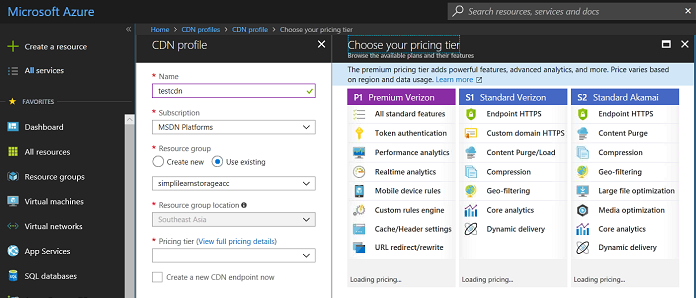 Microsoft Azure
Search resources, services and docs
Create a resource
All services
FAVORITES
Dashboard
All resources
Resource groups
Virtual machines
Virtual networks
App Services
SQL databases
Home > CDN profiles > CDN profile > Choose your pricing tier
CDN profile
* Name
testcdn
* Subscription
MSDN Platforms
* Resource group
Create new Use existing
simplilearnstorageacc
* Resource group location
Southeast Asia
* Pricing tier (View full pricing details)
Create a new CDN endpoint now
Choose your pricing tier
Browse the available plans and their features
The premium pricing tier adds powerful features, advanced analytics, and more. Price varies based
on region and data usage. Learn more
P1 Premium Verizon
All standard features
Token authentication
Performance analytics
Realtime analytics
Mobile device rules
Custom rules engine
Cache/Header settings
URL redirect/rewrite
Loading pricing...
S1 Standard Verizon
Endpoint HTTPS
Custom domain HTTPS
Content Purge/Load
Compression
Geo-filtering
Core analytics
Dynamic delivery
Loading pricing...
S2 Standard Akamai
Endpoint HTTPS
Content Purge
Compression
Geo-filtering
Large file optimization
Media optimization
Core analytics
Dynamic delivery
Loading pricing...